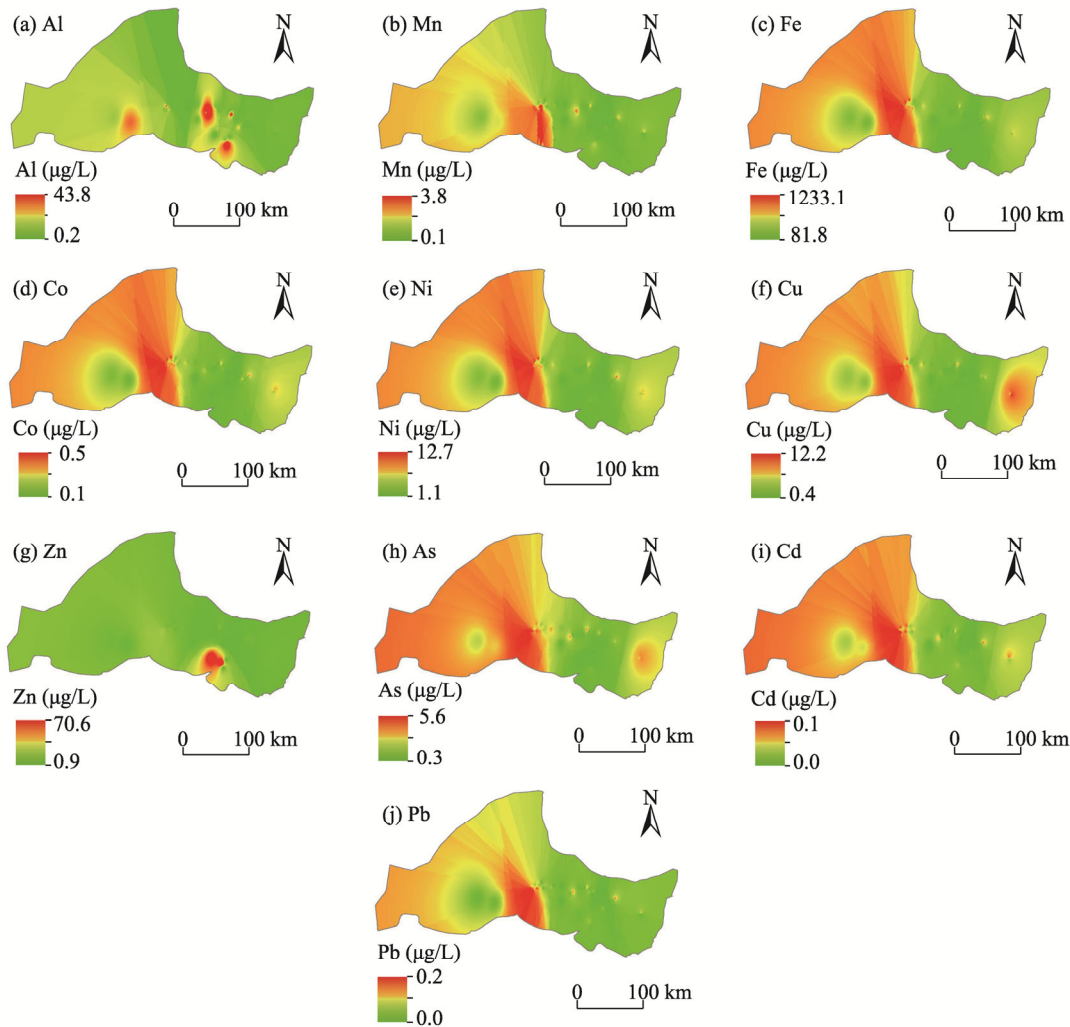 (a) Al
N
Al (μg/L)
43.8
0.2
0 100 km
(b) Mn
N
Mn (μg/L)
3.8
0.1
0 100 km
(c) Fe
N
Fe (μg/L)
1233.1
81.8
0 100 km
(d) Co
N
Co (μg/L)
0.5
0.1
0 100 km
(e) Ni
N
Ni (μg/L)
12.7
1.1
0 100 km
(f) Cu
N
Cu (μg/L)
12.2
0.4
0 100 km
(g) Zn
N
Zn (μg/L)
70.6
0.9
0 100 km
(h) As
N
As (μg/L)
5.6
0.3
0 100 km
(i) Cd
N
Cd (μg/L)
0.1
0.0
0 100 km
(j) Pb
N
Pb (μg/L)
0.2
0.0
0 100 km